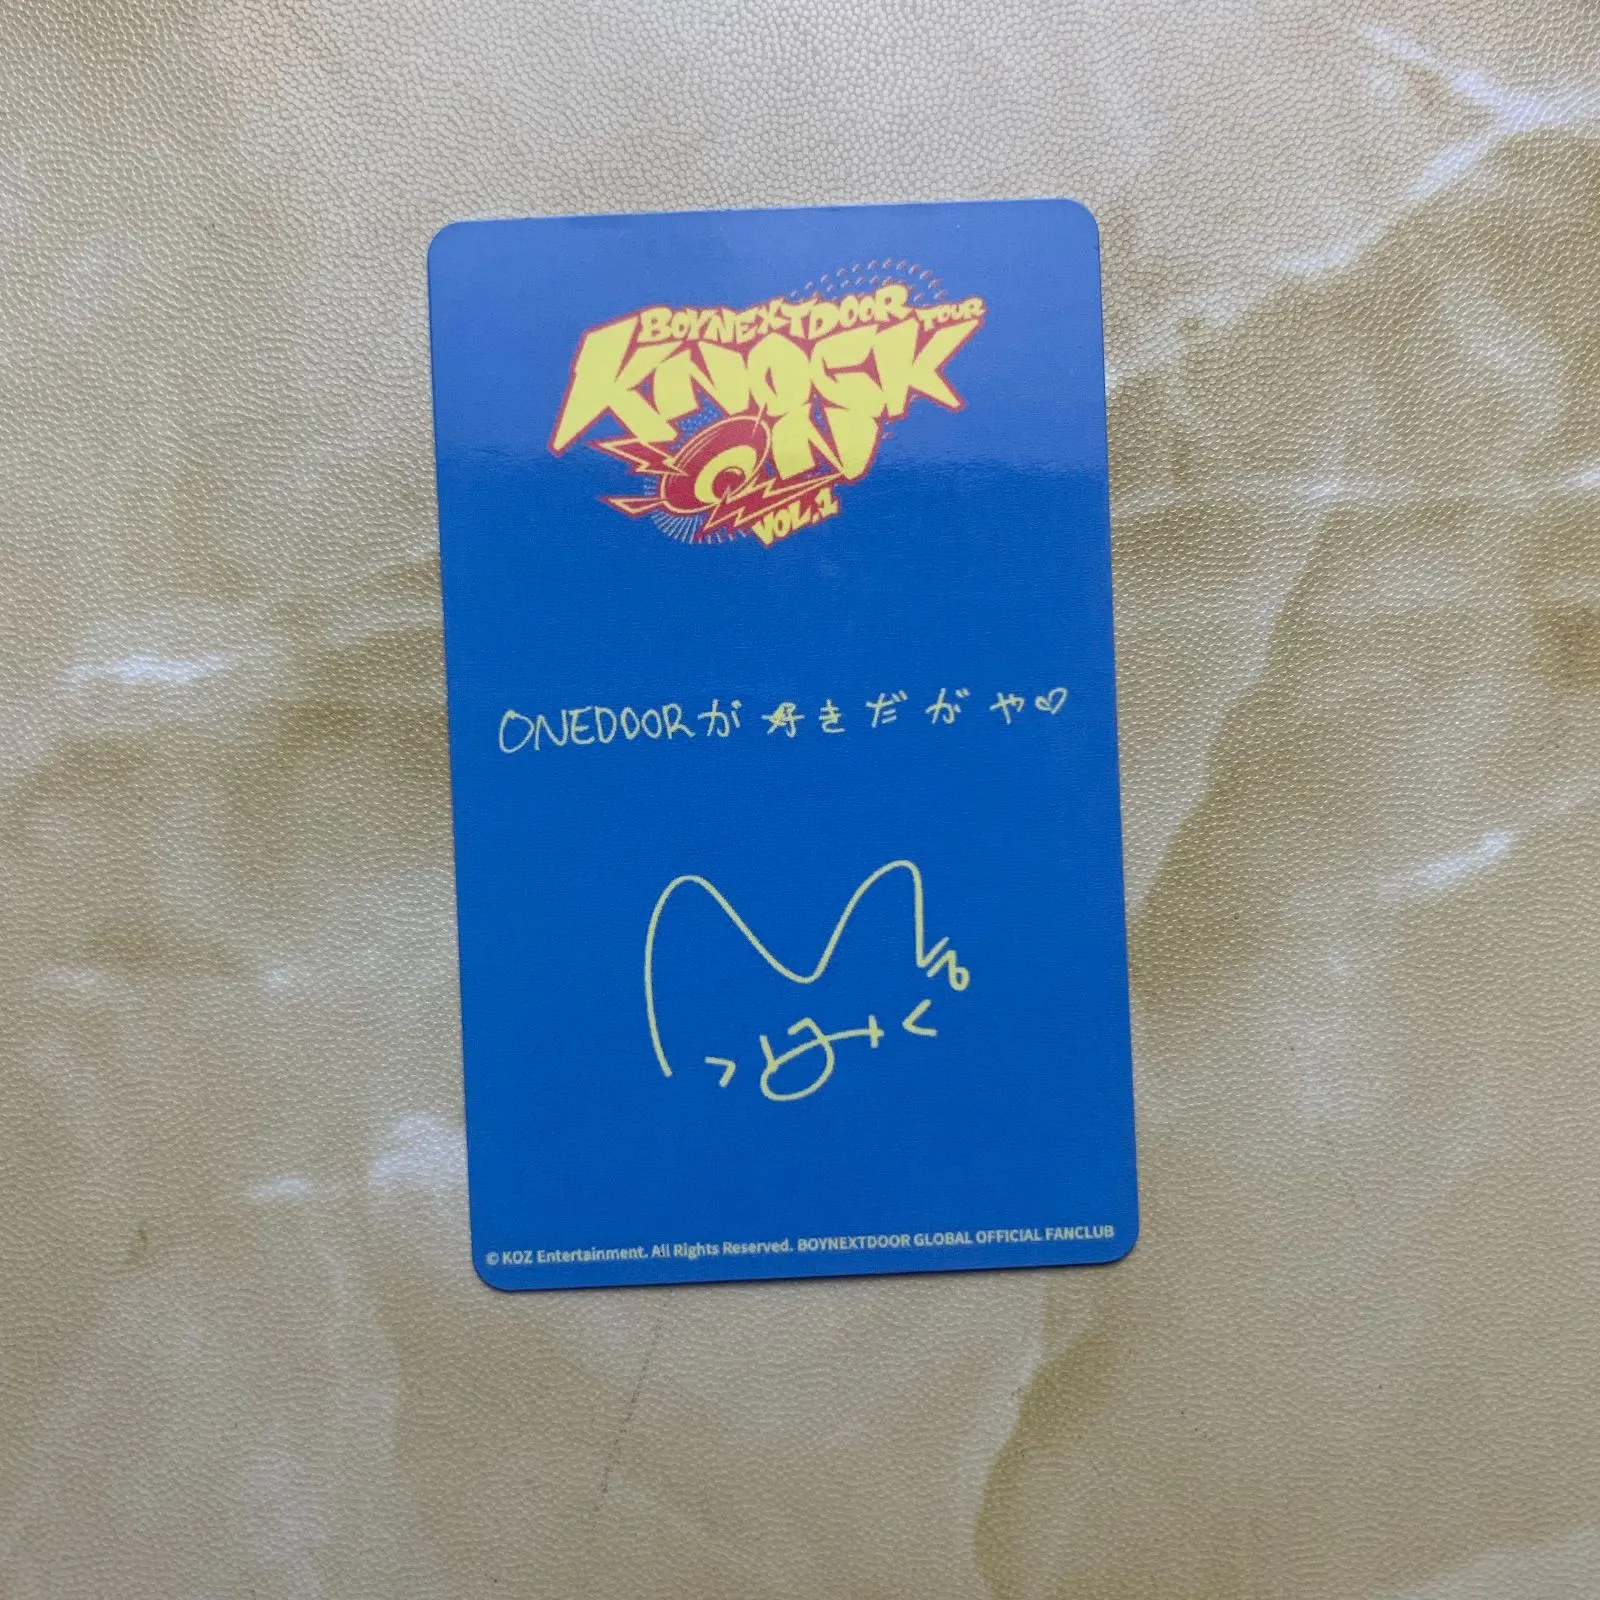 BOYNEXTDOOR TOUR
KNOCK
ON
VOL.1
ONEDOORが好きだがや♡
© KOZ Entertainment. All Rights Reserved. BOYNEXTDOOR GLOBAL OFFICIAL FANCLUB